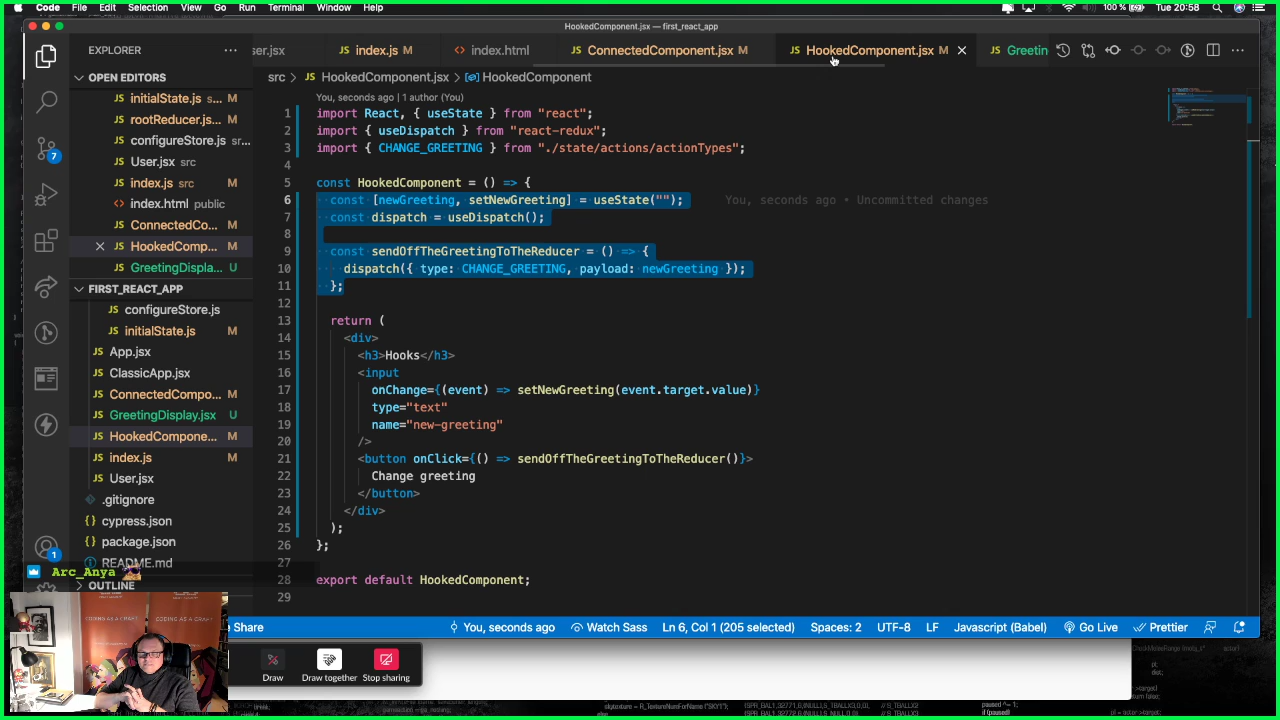 Code File Edit Selection View Go Run Terminal Window Help 100 % Tue 20:58
HookedComponent.jsx — first_react_app
EXPLORER
ser.jsx index.js M index.html ConnectedComponent.jsx M HookedComponent.jsx M Greetin
src > HookedComponent.jsx > HookedComponent
OPEN EDITORS
initialState.js s... M
rootReducer.js... M
configureStore.js sr...
User.jsx src
index.js src M
index.html public
ConnectedCo... M
HookedComp... M
GreetingDispla... U
FIRST_REACT_APP
configureStore.js
initialState.js M
App.jsx
ClassicApp.jsx
ConnectedCompo... M
GreetingDisplay.jsx U
HookedCompone... M
index.js M
User.jsx
.gitignore
cypress.json
package.json
README.md
OUTLINE
7
1
You, seconds ago | 1 author (You)
1 import React, { useState } from "react";
2 import { useDispatch } from "react-redux";
3 import { CHANGE_GREETING } from "./state/actions/actionTypes";
4
5 const HookedComponent = () => {
6 const [newGreeting, setNewGreeting] = useState(""); You, seconds ago • Uncommitted changes
7 const dispatch = useDispatch();
8
9 const sendOffTheGreetingToTheReducer = () => {
10 dispatch({ type: CHANGE_GREETING, payload: newGreeting });
11 };
12
13 return (
14 <div>
15 <h3>Hooks</h3>
16 <input
17 onChange={(event) => setNewGreeting(event.target.value)}
18 type="text"
19 name="new-greeting"
20 />
21 <button onClick={() => sendOffTheGreetingToTheReducer()}>
22 Change greeting
23 </button>
24 </div>
25 );
26 };
27
28 export default HookedComponent;
29
Arc_Anya
Share You, seconds ago Watch Sass Ln 6, Col 1 (205 selected) Spaces: 2 UTF-8 LF Javascript (Babel) Go Live Prettier
Draw Draw together Stop sharing
CODING AS A CRAFT